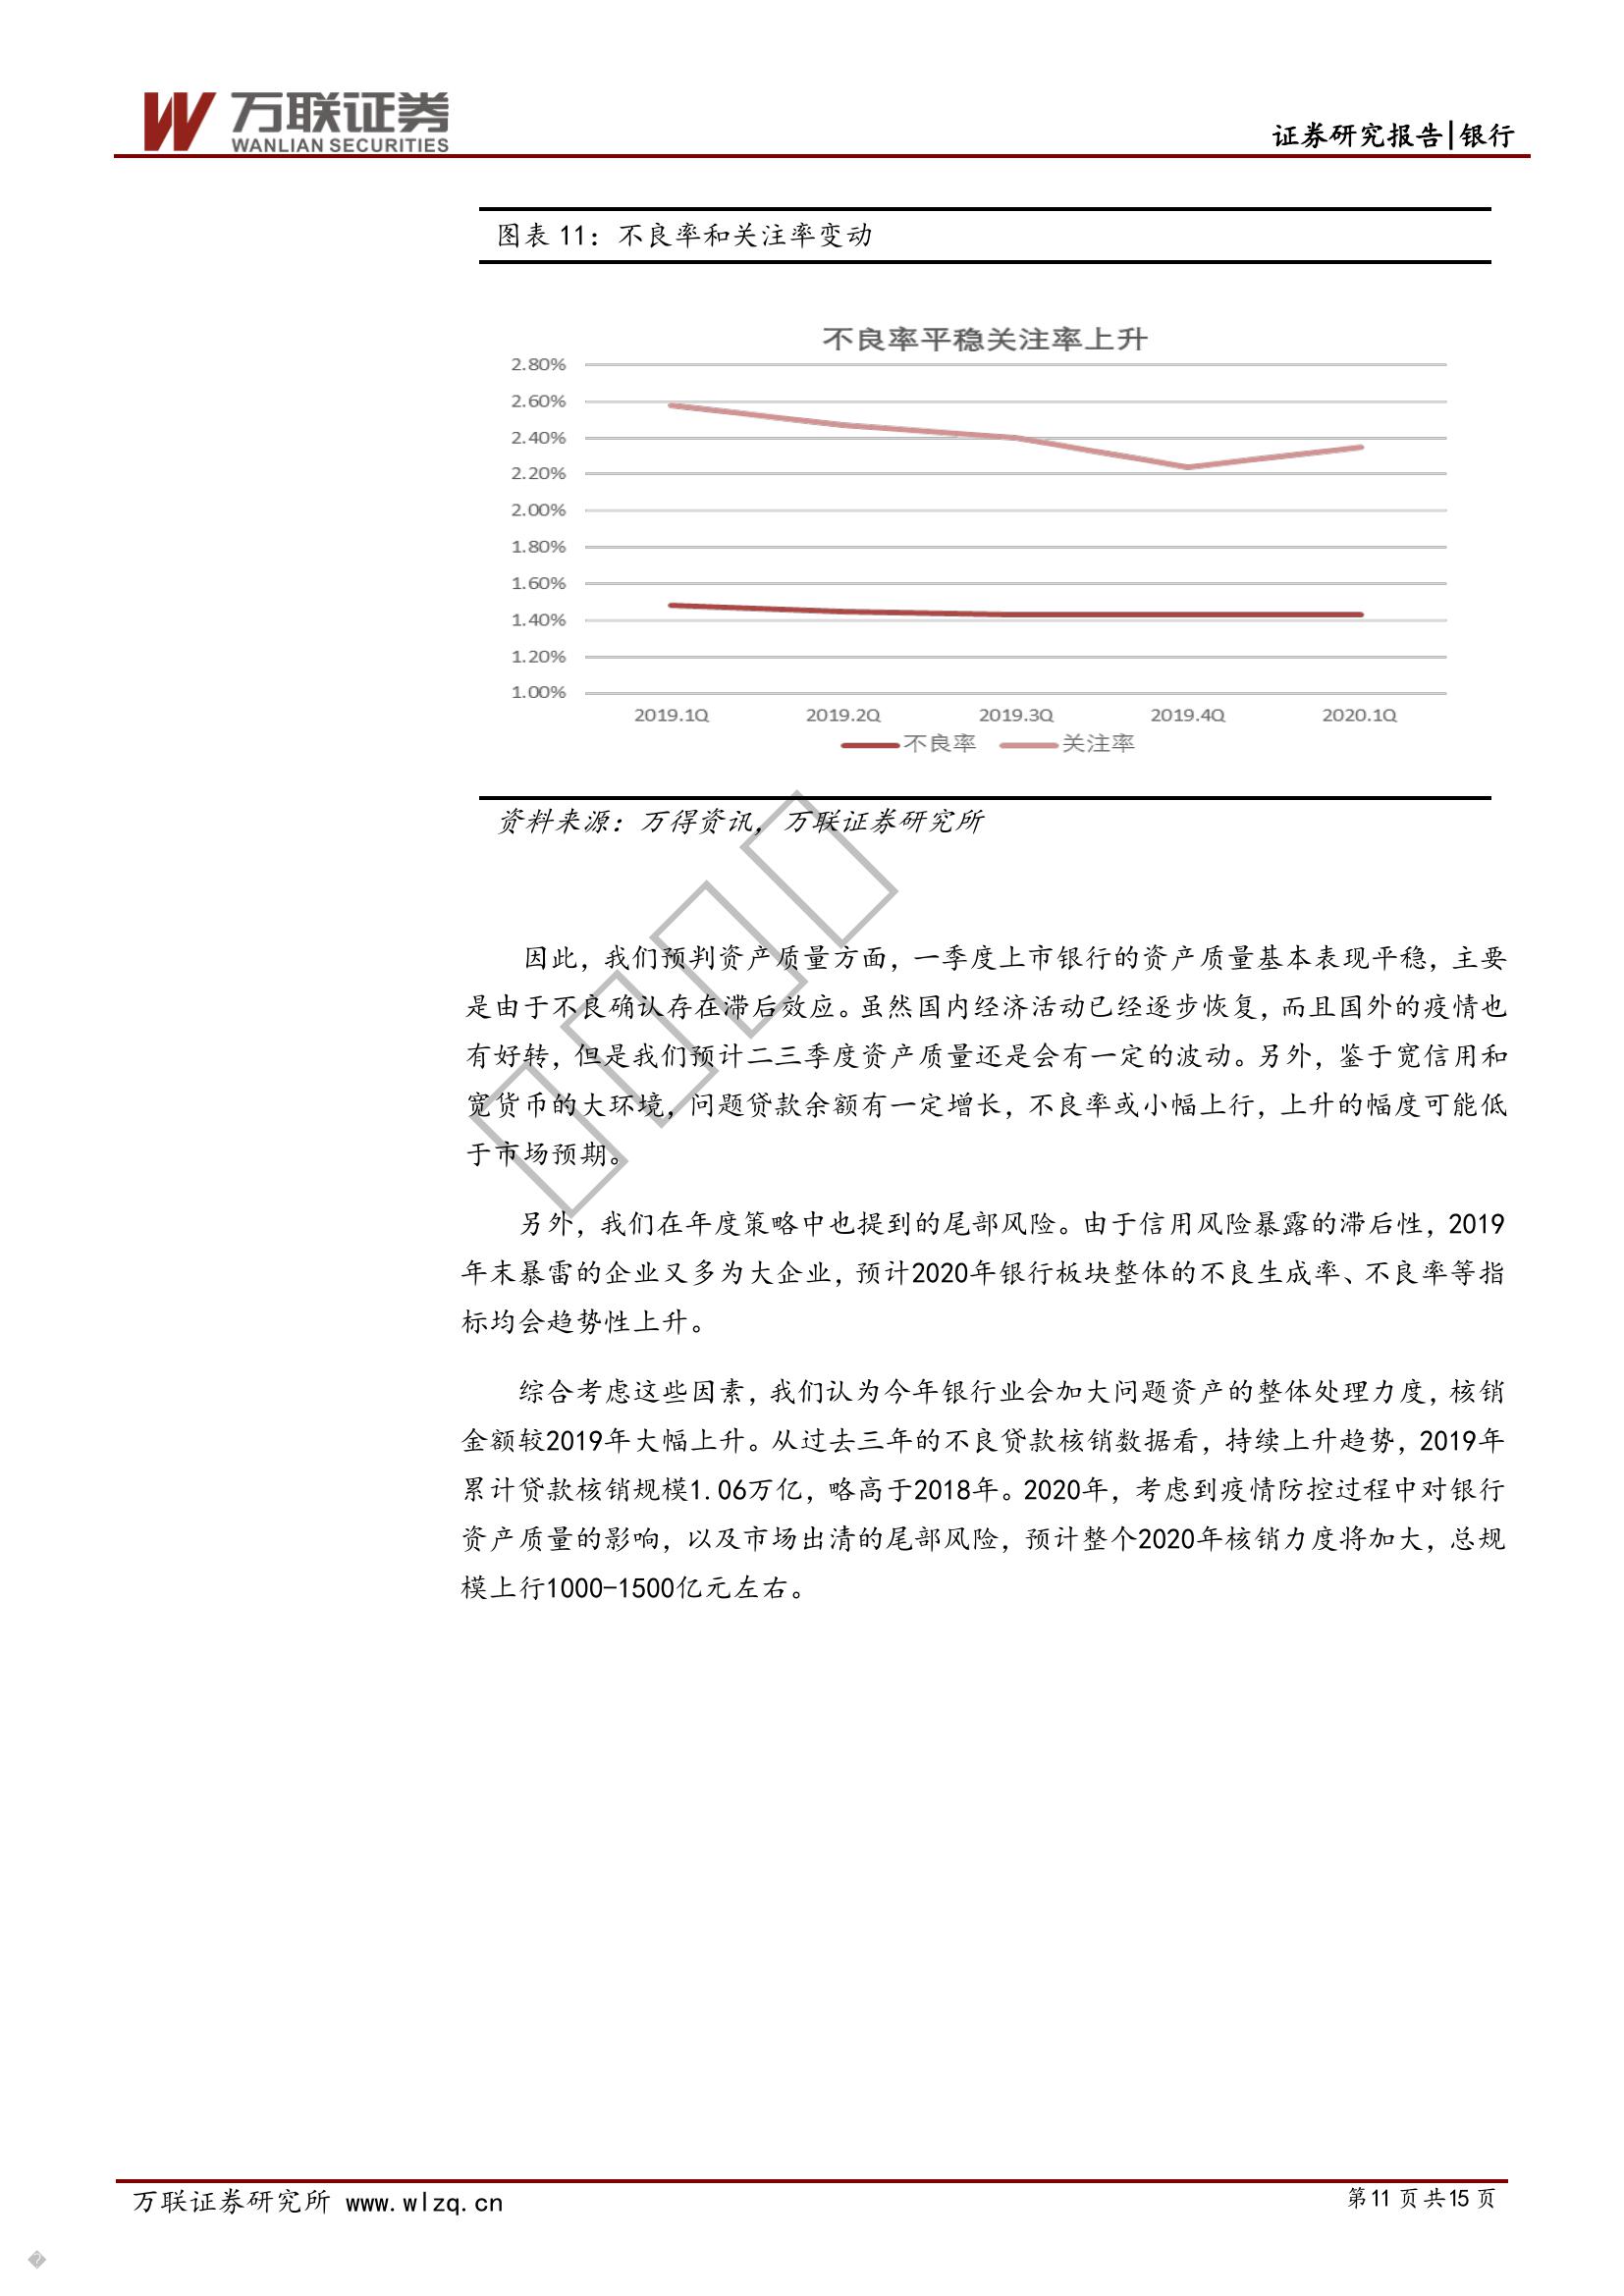 万联证券
WANLIAN SECURITIES
证券研究报告|银行
图表 11：不良率和关注率变动
不良率平稳关注率上升
2.80%
2.60%
2.40%
2.20%
2.00%
1.80%
1.60%
1.40%
1.20%
1.00%
2019.1Q 2019.2Q 2019.3Q 2019.4Q 2020.1Q
不良率 关注率
资料来源：万得资讯，万联证券研究所
因此，我们预判资产质量方面，一季度上市银行的资产质量基本表现平稳，主要
是由于不良确认存在滞后效应。虽然国内经济活动已经逐步恢复，而且国外的疫情也
有好转，但是我们预计二三季度资产质量还是会有一定的波动。另外，鉴于宽信用和
宽货币的大环境，问题贷款余额有一定增长，不良率或小幅上行，上升的幅度可能低
于市场预期。
另外，我们在年度策略中也提到的尾部风险。由于信用风险暴露的滞后性，2019
年末暴雷的企业又多为大企业，预计2020年银行板块整体的不良生成率、不良率等指
标均会趋势性上升。
综合考虑这些因素，我们认为今年银行业会加大问题资产的整体处理力度，核销
金额较2019年大幅上升。从过去三年的不良贷款核销数据看，持续上升趋势，2019年
累计贷款核销规模1.06万亿，略高于2018年。2020年，考虑到疫情防控过程中对银行
资产质量的影响，以及市场出清的尾部风险，预计整个2020年核销力度将加大，总规
模上行1000-1500亿元左右。
万联证券研究所 www.wlzq.cn
第11 页 共15 页